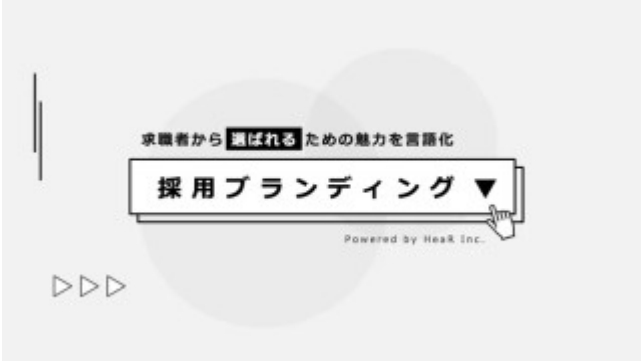 求職者から 選ばれる ための魅力を言語化
採用ブランディング ▼
Powered by HeaR Inc.